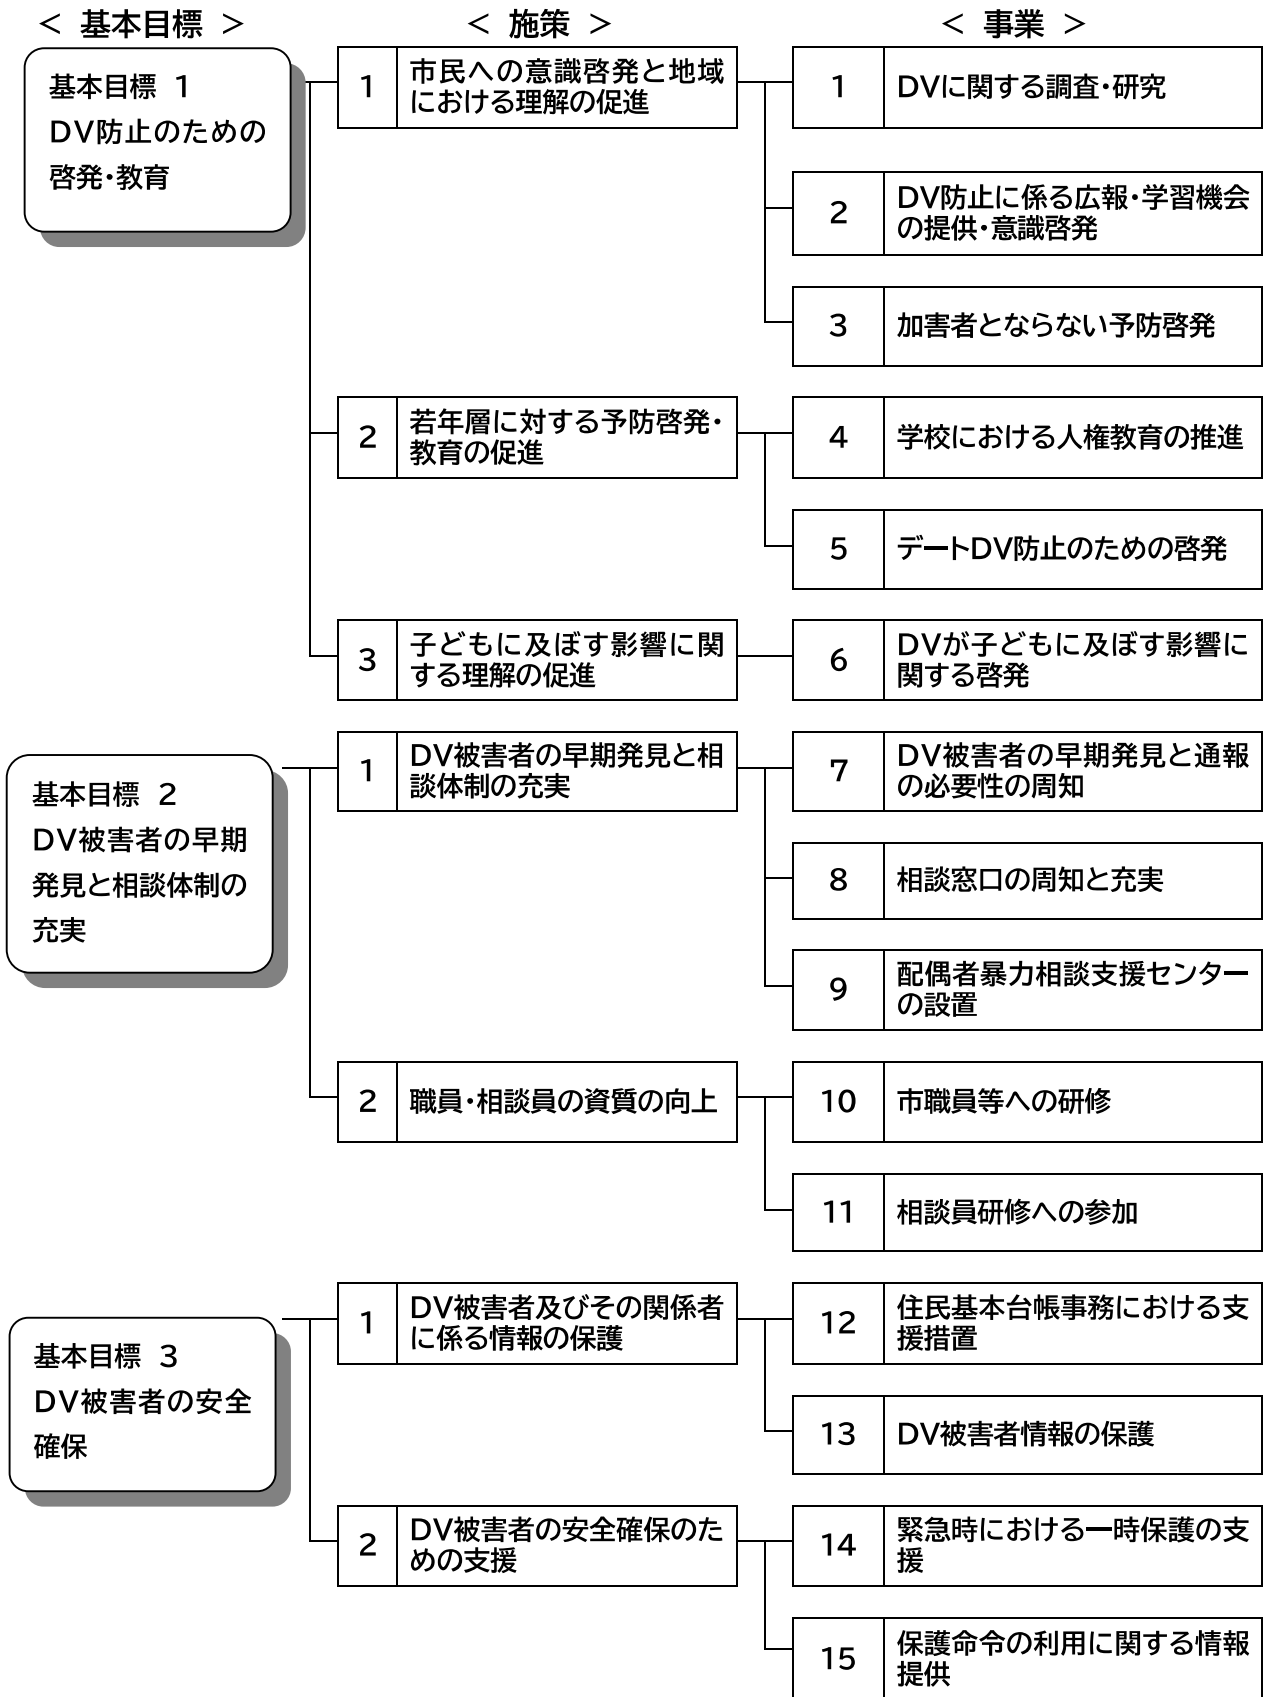 ＜ 基本目標 ＞
＜ 施策 ＞
＜ 事業 ＞
基本目標 1
DV防止のための
啓発・教育
1
市民への意識啓発と地域
における理解の促進
1
DVに関する調査・研究
2
DV防止に係る広報・学習機会
の提供・意識啓発
3
加害者とならない予防啓発
2
若年層に対する予防啓発・
教育の促進
4
学校における人権教育の推進
5
デートDV防止のための啓発
3
子どもに及ぼす影響に関
する理解の促進
6
DVが子どもに及ぼす影響に
関する啓発
基本目標 2
DV被害者の早期
発見と相談体制の
充実
1
DV被害者の早期発見と相
談体制の充実
7
DV被害者の早期発見と通報
の必要性の周知
8
相談窓口の周知と充実
9
配偶者暴力相談支援センター
の設置
2
職員・相談員の資質の向上
10
市職員等への研修
11
相談員研修への参加
基本目標 3
DV被害者の安全
確保
1
DV被害者及びその関係者
に係る情報の保護
12
住民基本台帳事務における支
援措置
13
DV被害者情報の保護
2
DV被害者の安全確保のた
めの支援
14
緊急時における一時保護の支
援
15
保護命令の利用に関する情報
提供